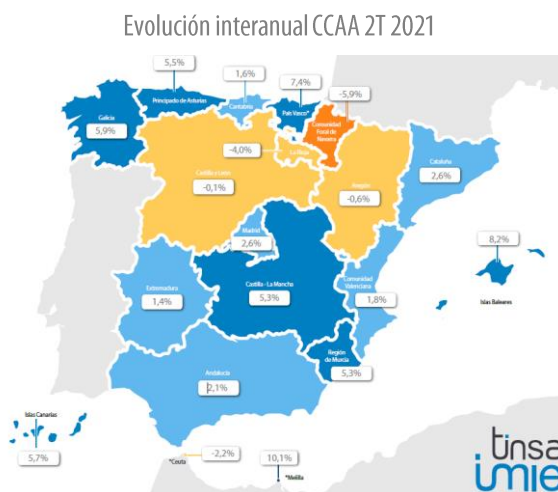 Evolución interanual CCAA 2T 2021
5,5%
1,6%
7,4%
-5,9%
Principado de Asturias
Cantabria
País Vasco*
Galicia
5,9%
Comunidad
Foral de
Navarra
-4,0%
La Rioja
Castilla y León
-0,1%
Aragón
-0,6%
Cataluña
2,6%
Madrid
2,6%
8,2%
Islas Baleares
Extremadura
1,4%
Castilla - La Mancha
5,3%
Comunidad
Valenciana
1,8%
Región
de Murcia
5,3%
Andalucía
2,1%
Islas Canarias
5,7%
*Ceuta
-2,2%
10,1%
*Melilla
tinsa
imie